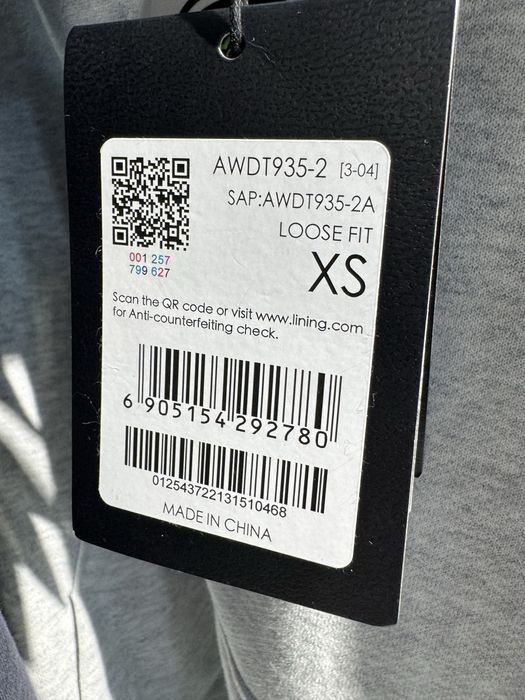 AWDT935-2 [3-04]
SAP:AWDT935-2A
LOOSE FIT
XS
001 257
799 627
Scan the QR code or visit www.lining.com
for Anti-counterfeiting check.
6 905154 292780
012543722131510468
MADE IN CHINA